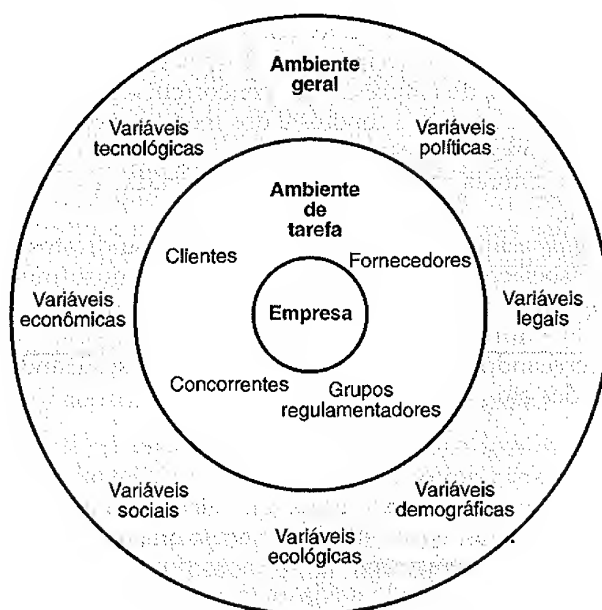 Ambiente
geral
Variáveis
tecnológicas
Variáveis
políticas
Ambiente
de
tarefa
Clientes
Fornecedores
Variáveis
econômicas
Empresa
Variáveis
legais
Concorrentes
Grupos
regulamentadores
Variáveis
sociais
Variáveis
demográficas
Variáveis
ecológicas